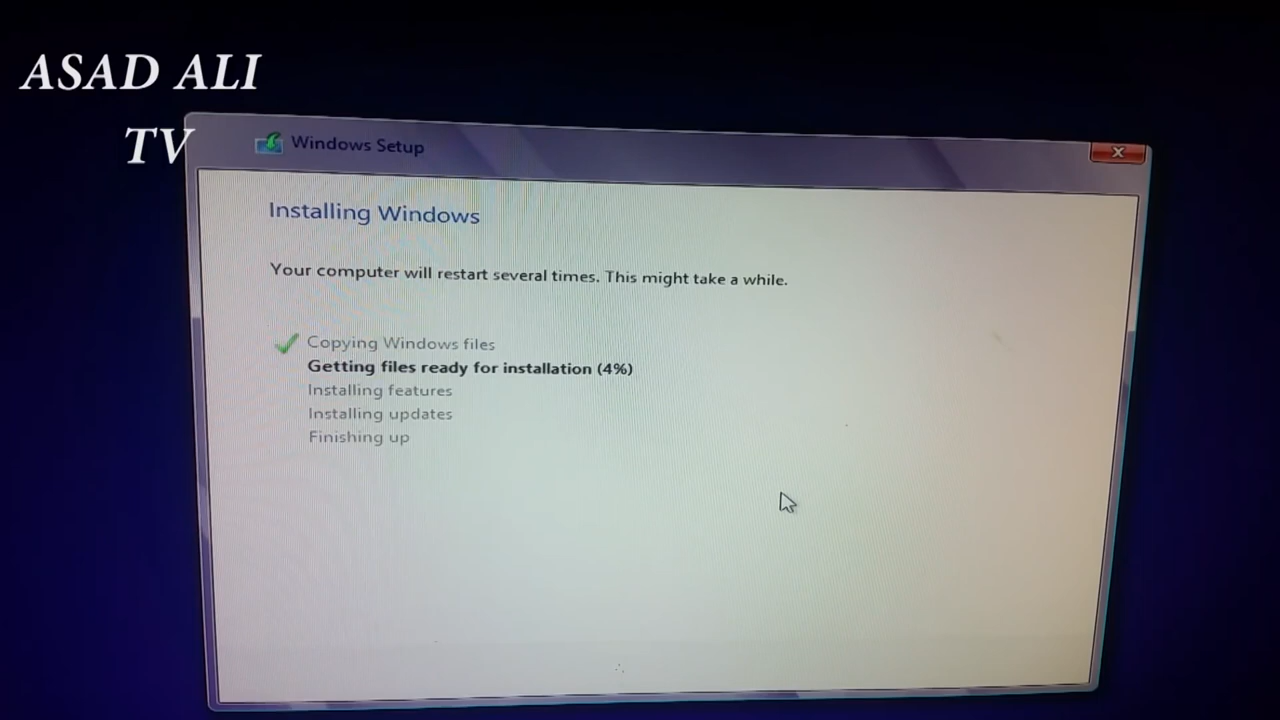 ASAD ALI
TV
Windows Setup
Installing Windows
Your computer will restart several times. This might take a while.
Copying Windows files
Getting files ready for installation (4%)
Installing features
Installing updates
Finishing up